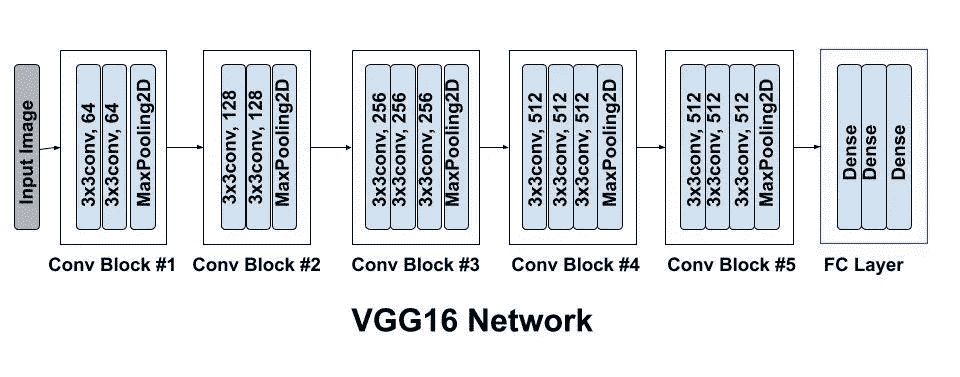 Input Image
3x3conv, 64
3x3conv, 64
MaxPooling2D
Conv Block #1
3x3conv, 128
3x3conv, 128
MaxPooling2D
Conv Block #2
3x3conv, 256
3x3conv, 256
3x3conv, 256
MaxPooling2D
Conv Block #3
3x3conv, 512
3x3conv, 512
3x3conv, 512
MaxPooling2D
Conv Block #4
3x3conv, 512
3x3conv, 512
3x3conv, 512
MaxPooling2D
Conv Block #5
Dense
Dense
Dense
FC Layer
VGG16 Network